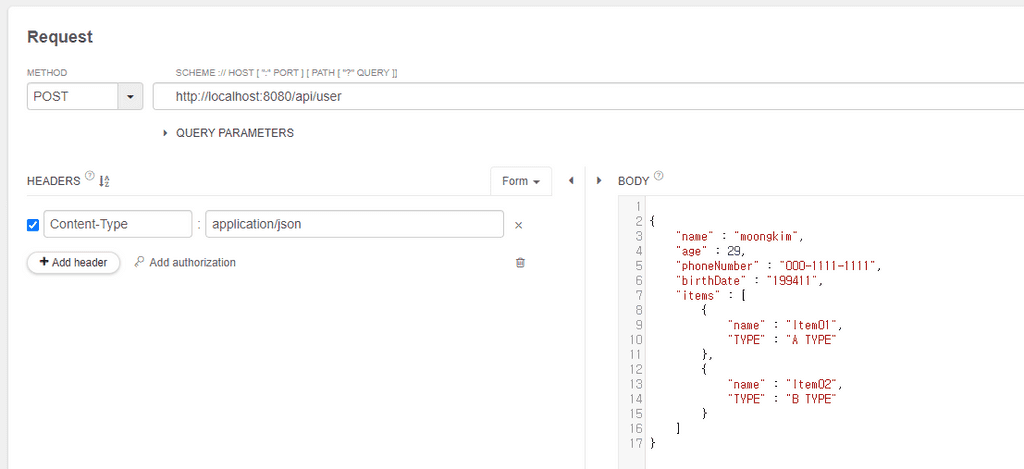 Request
METHOD
SCHEME :// HOST [ ":" PORT ] [ PATH [ "?" QUERY ]]
POST
http://localhost:8080/api/user
QUERY PARAMETERS
HEADERS ?
Form
BODY ?
Content-Type : application/json ×
+ Add header
Add authorization
1
2 {
3 "name" : "moongkim",
4 "age" : 29,
5 "phoneNumber" : "000-1111-1111",
6 "birthDate" : "199411",
7 "items" : [
8 {
9 "name" : "Item01",
10 "TYPE" : "A TYPE"
11 },
12 {
13 "name" : "Item02",
14 "TYPE" : "B TYPE"
15 }
16 ]
17 }